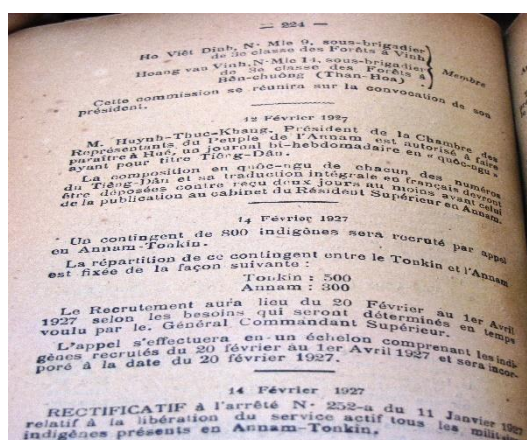 — 224 —
Ho Viêt Dinh, N· Mle 9, sous-brigadier
de 3e classe des Forêts à Vinh
Hoang van Vinh, N· Mle 14, sous-brigadier
de 3e classe des Forêts à
Bên-chuông (Than-Hoa)
Membre
Cette commission se réunira sur la convocation de son
président.
12 Février 1927
M. Huynh-Thuc-Khang, Président de la Chambre des
Représentants du Peuple de l'Annam est autorisé à faire
paraître à Hué, un journal bi-hebdomadaire en « quôc-ngu »
ayant pour titre Tiêng-Dân.
La composition en quôc-ngu de chacun des numéros
du Tiêng-Dân et sa traduction intégrale en français devront
être déposées contre reçu deux jours au moins avant celui
de la publication au cabinet du Résident Supérieur en Annam.
14 Février 1927
Un contingent de 800 indigènes sera recruté par appel
en Annam-Tonkin.
La répartition de ce contingent entre le Tonkin et l'Annam
est fixée de la façon suivante :
Tonkin : 500
Annam : 300
Le Recrutement aura lieu du 20 Février au 1er Avril
1927 selon les besoins qui seront déterminés en temps
voulu par le. Général Commandant Supérieur.
L'appel s'effectuera en un échelon comprenant les indi-
gènes recrutés du 20 février au 1er Avril 1927 et sera incor-
poré à la date du 20 février 1927.
14 Février 1927
RECTIFICATIF à l'arrêté N· 252-a du 11 Janvier 1927
relatif à la libération du service actif tous les milit
indigènes présents en Annam-Tonkin.